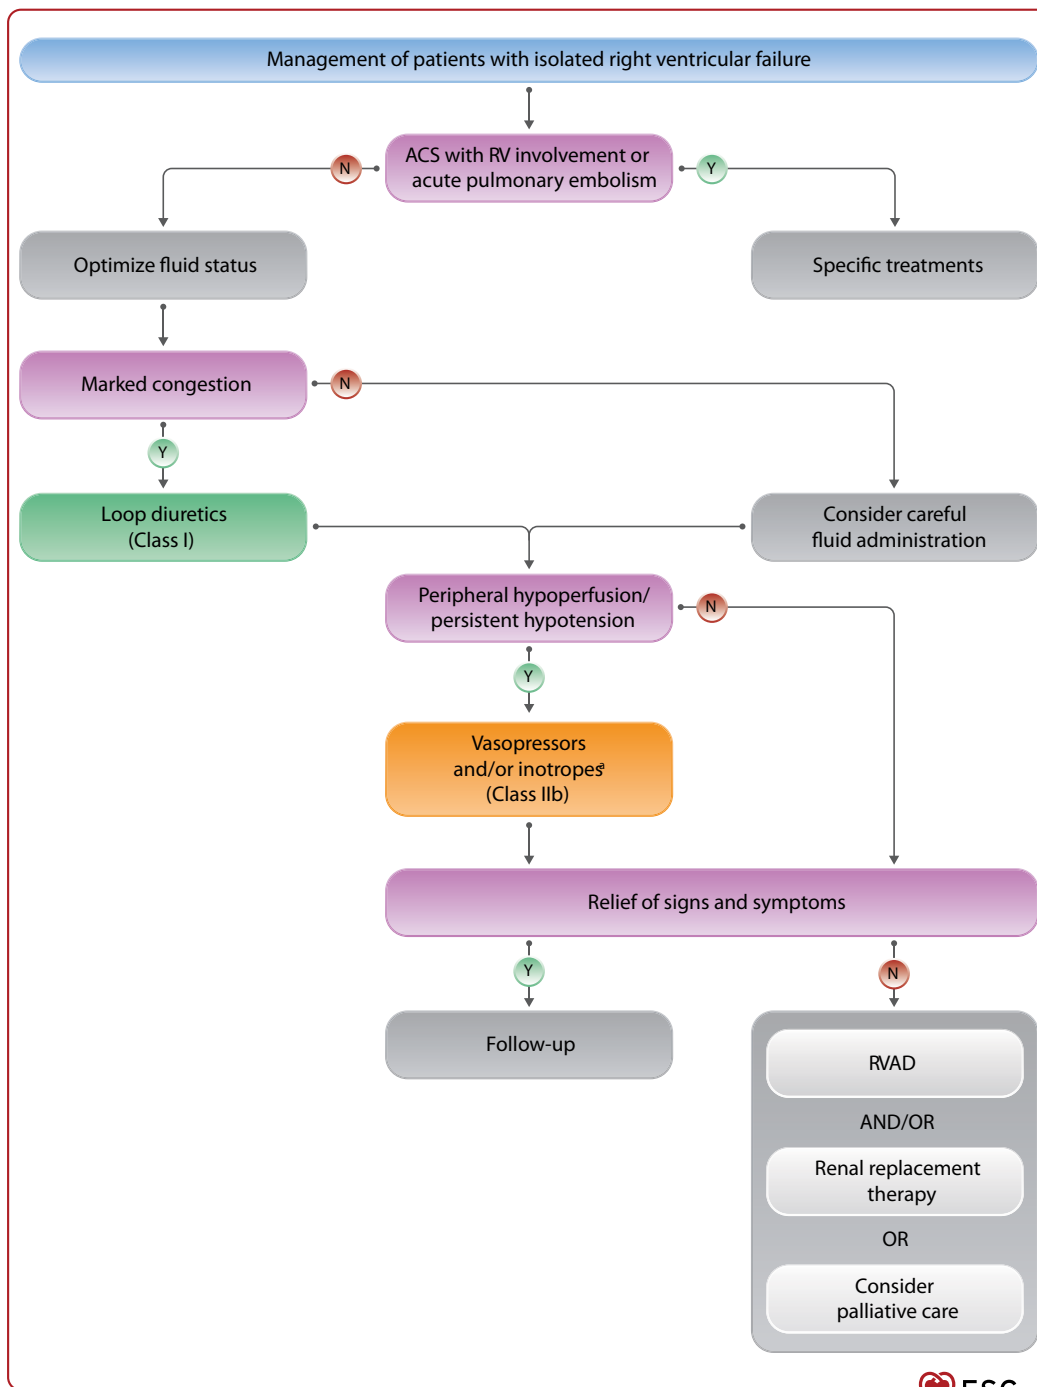 Management of patients with isolated right ventricular failure
ACS with RV involvement or
acute pulmonary embolism
N
Y
Optimize fluid status
Specific treatments
Marked congestion
N
Y
Loop diuretics
(Class I)
Consider careful
fluid administration
Peripheral hypoperfusion/
persistent hypotension
N
Y
Vasopressors
and/or inotropesª
(Class IIb)
Relief of signs and symptoms
Y
N
Follow-up
RVAD
AND/OR
Renal replacement
therapy
OR
Consider
palliative care
ESC